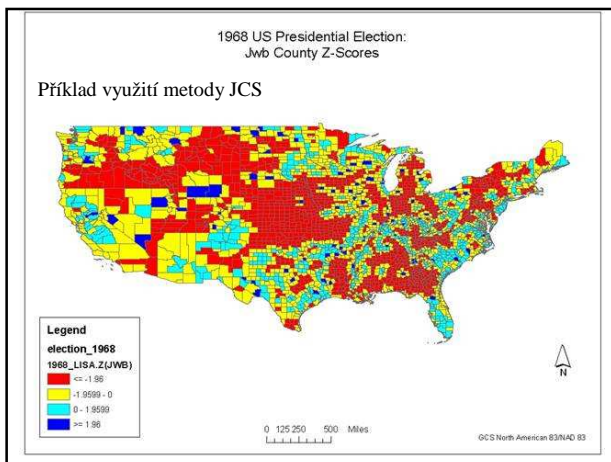 1968 US Presidential Election:
Jwb County Z-Scores
Příklad využití metody JCS
Legend
election_1968
1968_LISA.Z(JWB)
<= -1.96
-1.9599 - 0
0 - 1.9599
>= 1.96
0 125 250 500 Miles
N
GCS North American 83/NAD 83